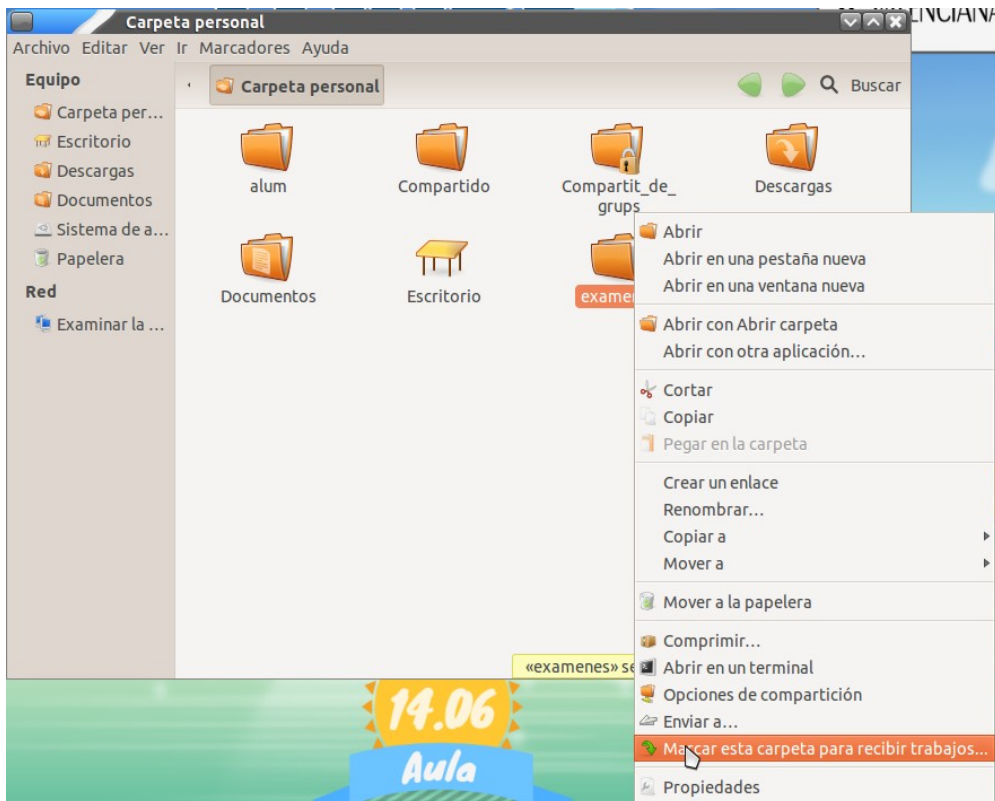 Carpeta personal
Archivo Editar Ver Ir Marcadores Ayuda
Equipo
Carpeta per...
Escritorio
Descargas
Documentos
Sistema de a...
Papelera
Red
Examinar la ...
Carpeta personal
Buscar
alum
Compartido
Compartit_de_
grups
Descargas
Documentos
Escritorio
Abrir
Abrir en una pestaña nueva
Abrir en una ventana nueva
Abrir con Abrir carpeta
Abrir con otra aplicación...
Cortar
Copiar
Pegar en la carpeta
Crear un enlace
Renombrar...
Copiar a
Mover a
Mover a la papelera
Comprimir...
Abrir en un terminal
Opciones de compartición
Enviar a...
Marcar esta carpeta para recibir trabajos...
Propiedades
«examenes» se
14.06
Aula